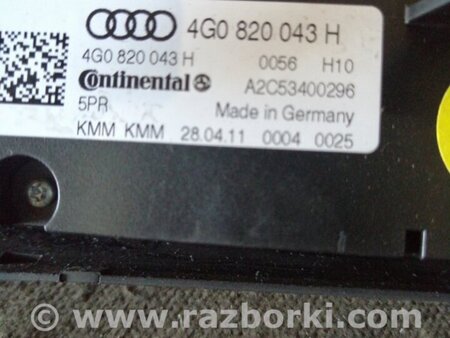 4G0 820 043 H
4G0 820 043 H 0056 H10
Continental A2C53400296
5PR Made in Germany
KMM KMM 28.04.11 0004 0025
© www.razborki.com